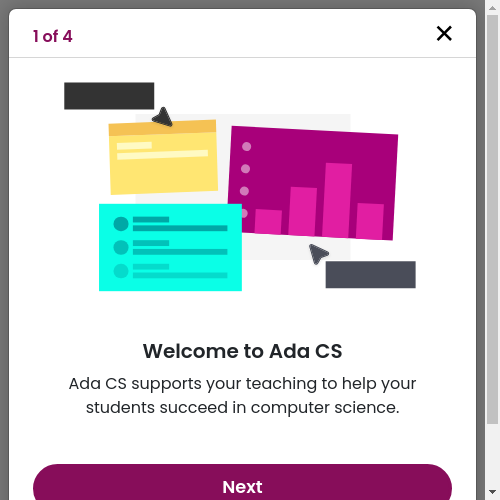 1 of 4
Welcome to Ada CS
Ada CS supports your teaching to help your
students succeed in computer science.
Next